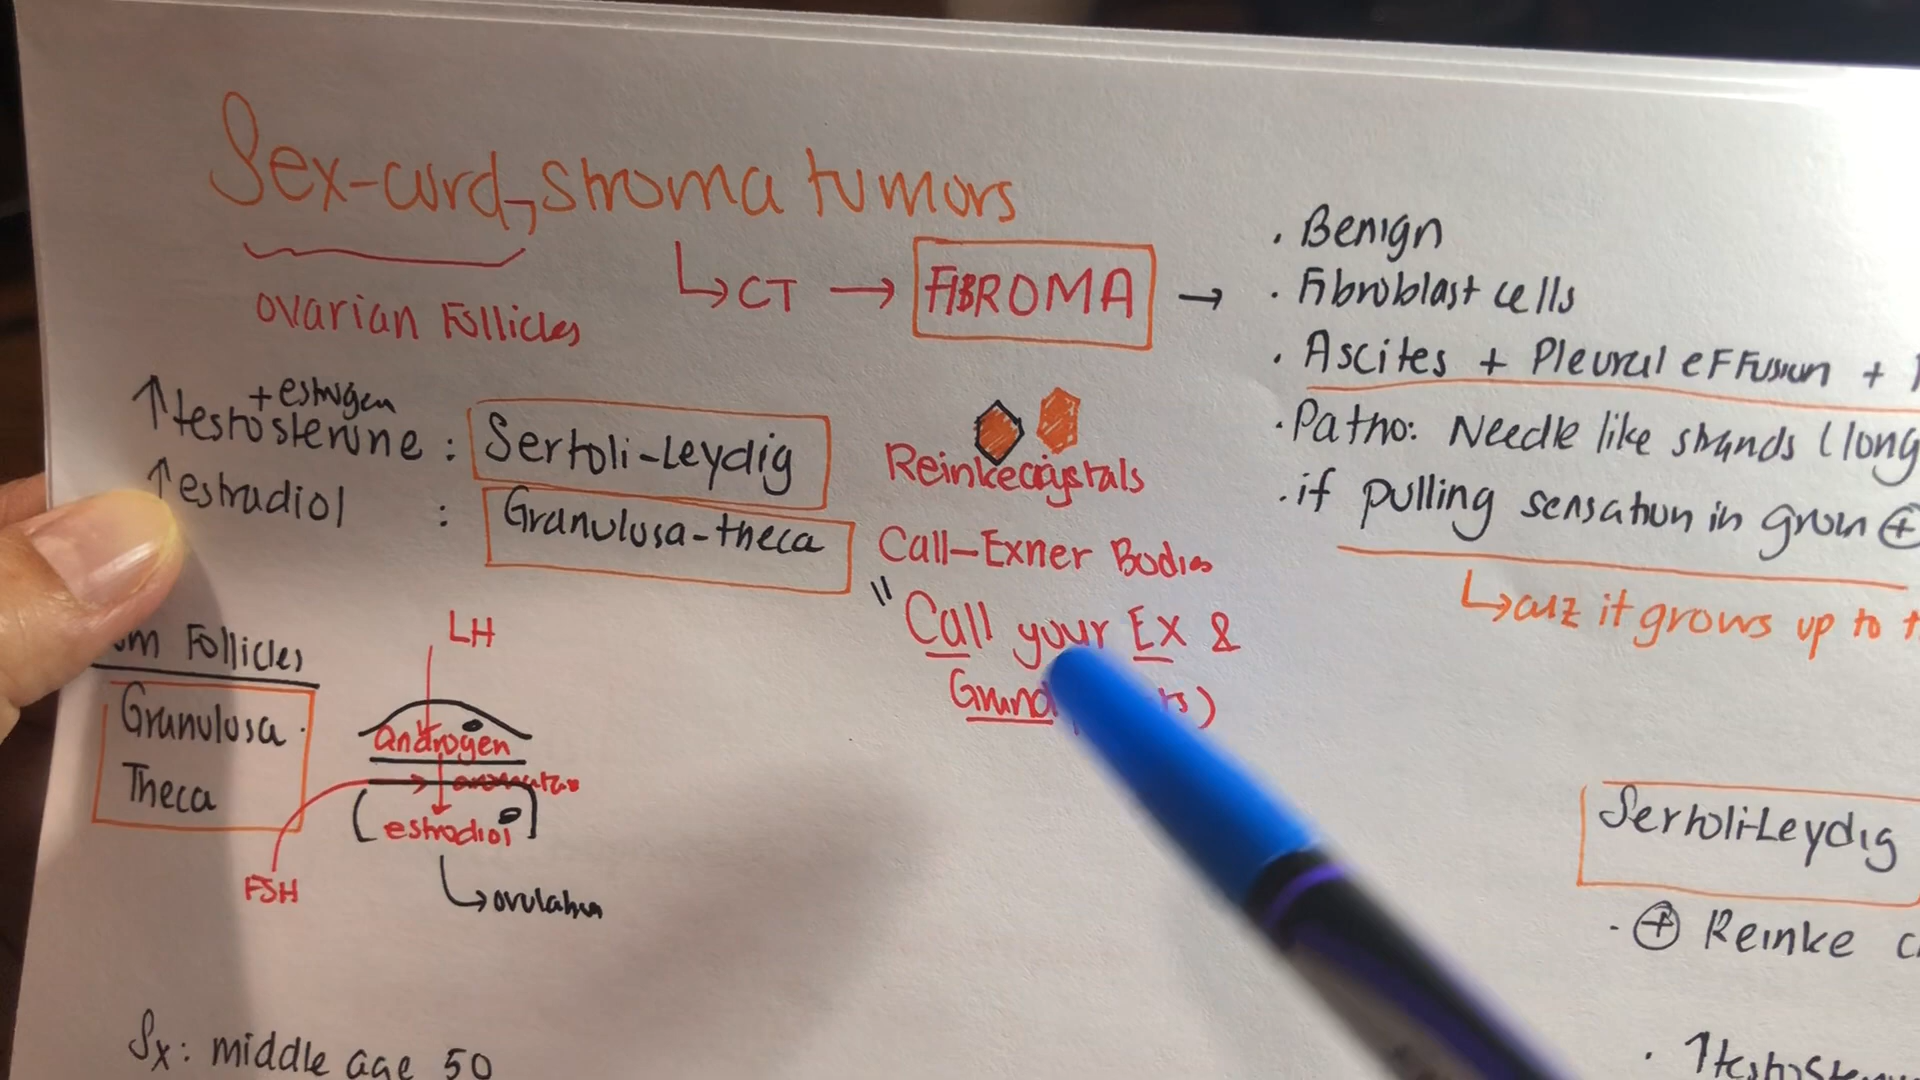 Sex-cord, stroma tumors
ovarian Follicles
↳ CT → FIBROMA →
. Benign
. Fibroblast cells
. Ascites + Pleural effusion +
. Patho: Needle like strands (long
. if pulling sensation in groin ⊕
↳ cuz it grows up to
+ estrogen
↑ testosterone : Sertoli-Leydig
Reinke crystals
↑ estradiol : Granulosa-theca
Call-Exner Bodies
"Call your Ex &
Follicles
Granulosa
Theca
LH
androgen
estradiol
FSH
↳ ovulation
Sertoli-Leydig
. ⊕ Reinke
Sx: middle age 50